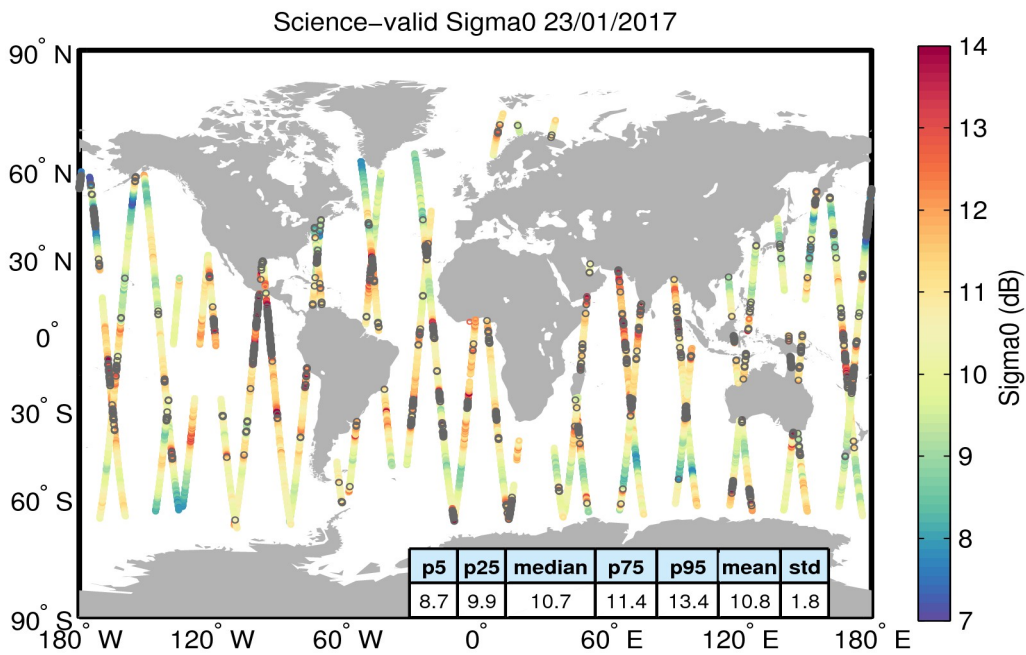 Science−valid Sigma0 23/01/2017
90° N
60° N
30° N
0°
30° S
60° S
90° S
180° W
120° W
60° W
0°
60° E
120° E
180° E
p5 p25 median p75 p95 mean std
8.7 9.9 10.7 11.4 13.4 10.8 1.8
14
13
12
11
10
9
8
7
Sigma0 (dB)